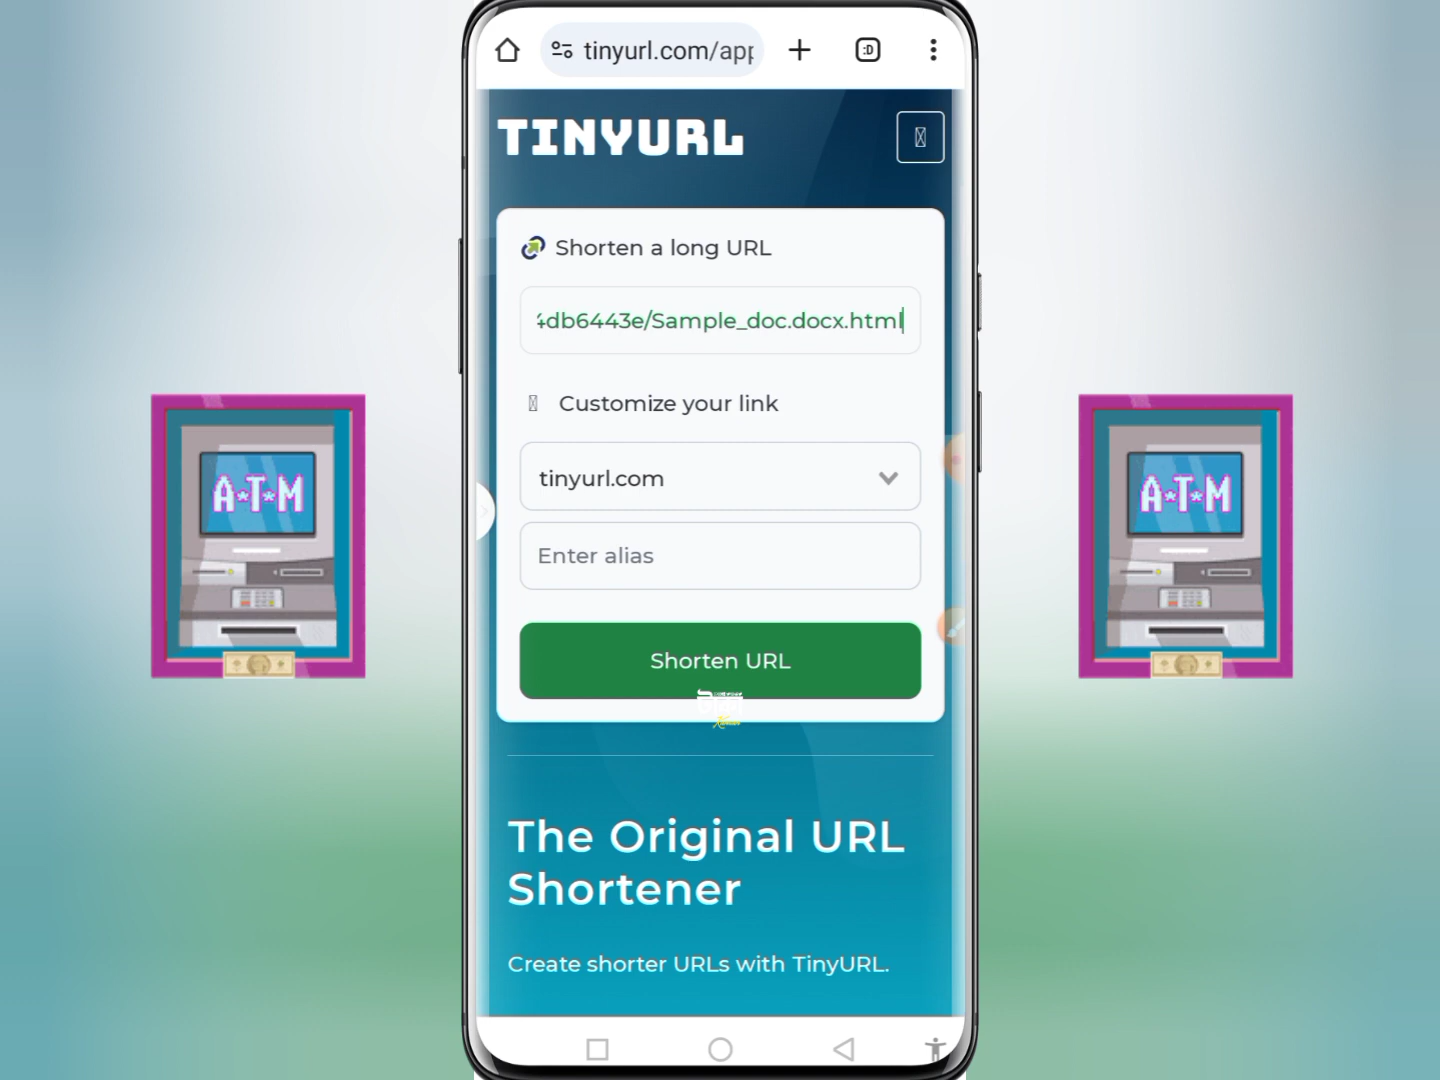 :D
tinyurl.com/app
TINYURL
Shorten a long URL
4db6443e/Sample_doc.docx.html
Customize your link
tinyurl.com
Enter alias
Shorten URL
The Original URL
Shortener
Create shorter URLs with TinyURL.
A*T*M
A*T*M